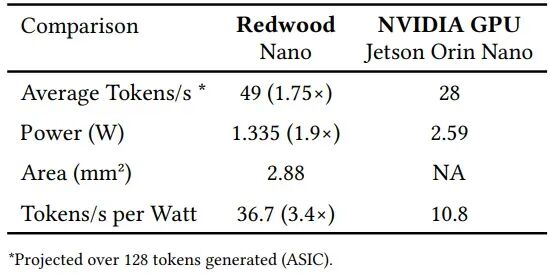 Comparison Redwood NVIDIA GPU
Nano Jetson Orin Nano
Average Tokens/s * 49 (1.75×) 28
Power (W) 1.335 (1.9×) 2.59
Area (mm²) 2.88 NA
Tokens/s per Watt 36.7 (3.4×) 10.8
*Projected over 128 tokens generated (ASIC).